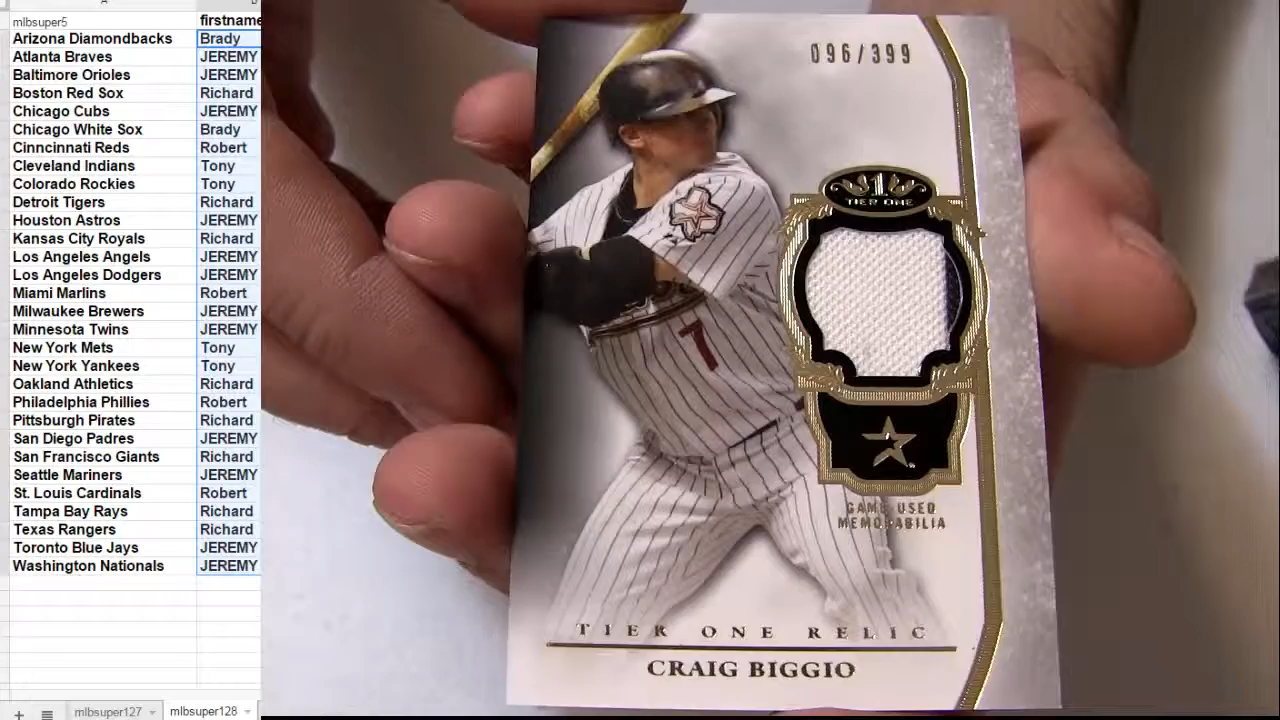 mlbsuper5 firstname
Arizona Diamondbacks Brady
Atlanta Braves JEREMY
Baltimore Orioles JEREMY
Boston Red Sox Richard
Chicago Cubs JEREMY
Chicago White Sox Brady
Cinncinnati Reds Robert
Cleveland Indians Tony
Colorado Rockies Tony
Detroit Tigers Richard
Houston Astros JEREMY
Kansas City Royals Richard
Los Angeles Angels JEREMY
Los Angeles Dodgers JEREMY
Miami Marlins Robert
Milwaukee Brewers JEREMY
Minnesota Twins JEREMY
New York Mets Tony
New York Yankees Tony
Oakland Athletics Richard
Philadelphia Phillies Robert
Pittsburgh Pirates Richard
San Diego Padres JEREMY
San Francisco Giants Richard
Seattle Mariners JEREMY
St. Louis Cardinals Robert
Tampa Bay Rays Richard
Texas Rangers Richard
Toronto Blue Jays JEREMY
Washington Nationals JEREMY
mlbsuper127 mlbsuper128
096/399
1
TIER ONE
7
GAME USED
MEMORABILIA
TIER ONE RELIC
CRAIG BIGGIO